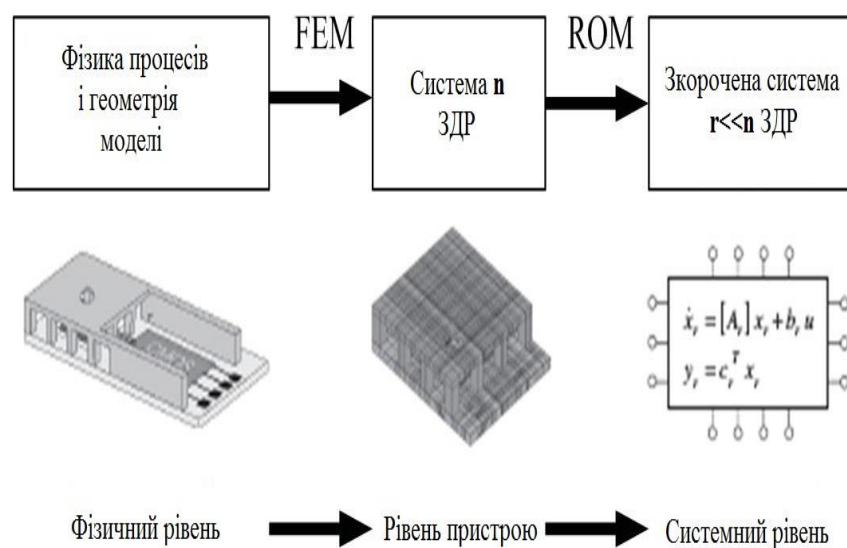 Фізика процесів
і геометрія
моделі
FEM
Система n
ЗДР
ROM
Зкорочена система
r<<n ЗДР
ẋᵣ = [Aᵣ] xᵣ + bᵣ u
yᵣ = cᵣᵀ xᵣ
Фізичний рівень
Рівень пристрою
Системний рівень